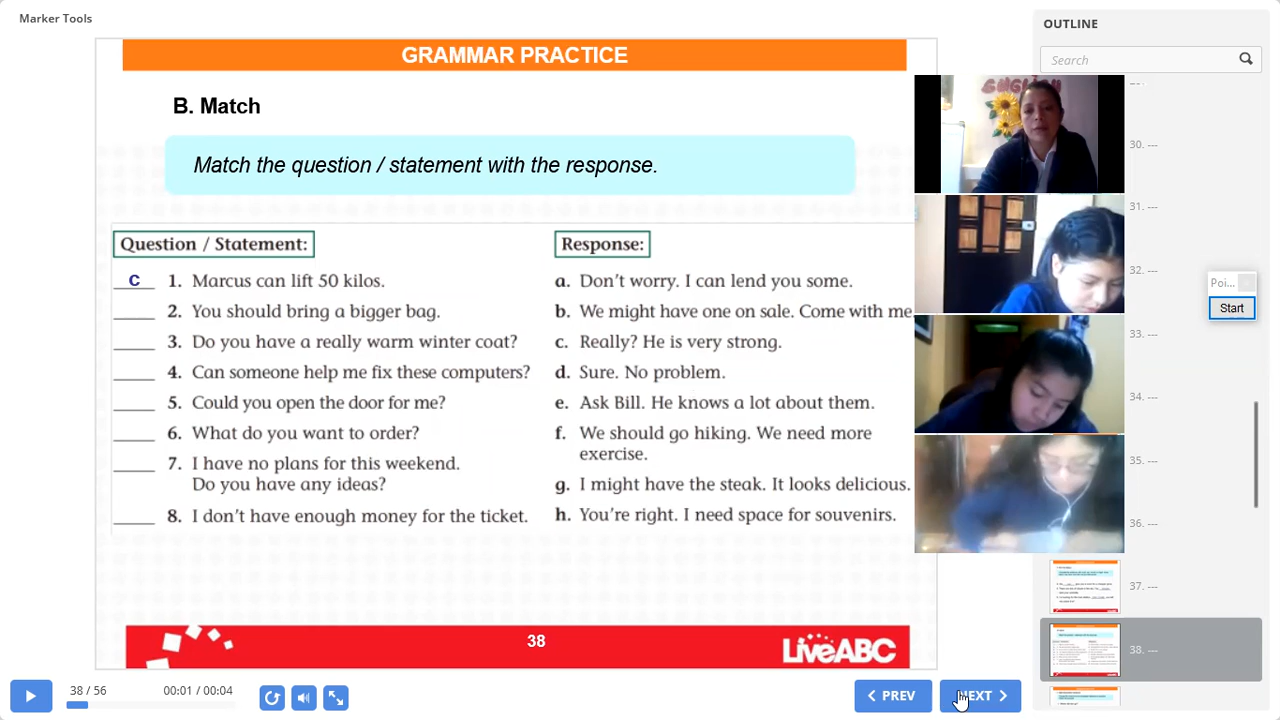 Marker Tools
OUTLINE
Search
GRAMMAR PRACTICE
B. Match
Match the question / statement with the response.
Question / Statement:
C 1. Marcus can lift 50 kilos.
2. You should bring a bigger bag.
3. Do you have a really warm winter coat?
4. Can someone help me fix these computers?
5. Could you open the door for me?
6. What do you want to order?
7. I have no plans for this weekend.
Do you have any ideas?
8. I don't have enough money for the ticket.
Response:
a. Don't worry. I can lend you some.
b. We might have one on sale. Come with me
c. Really? He is very strong.
d. Sure. No problem.
e. Ask Bill. He knows a lot about them.
f. We should go hiking. We need more
exercise.
g. I might have the steak. It looks delicious.
h. You're right. I need space for souvenirs.
38
LiveABC
ENGLISH
30. ---
31. ---
32. ---
33. ---
34. ---
35. ---
36. ---
37. ---
38. ---
Poi...
Start
38 / 56
00:01 / 00:04
PREV
NEXT